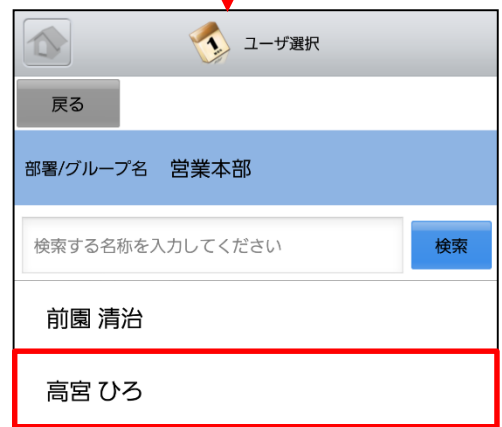 1
ユーザ選択
戻る
部署/グループ名 営業本部
検索する名称を入力してください 検索
前園 清治
高宮 ひろ